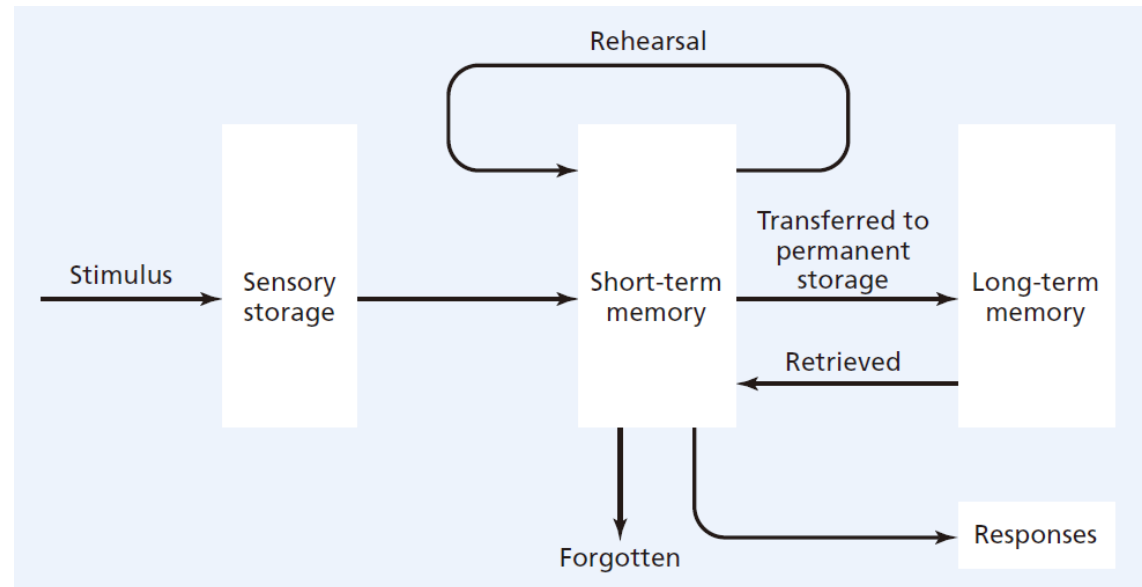 Rehearsal
Stimulus
Sensory
storage
Short-term
memory
Transferred to
permanent
storage
Long-term
memory
Retrieved
Forgotten
Responses